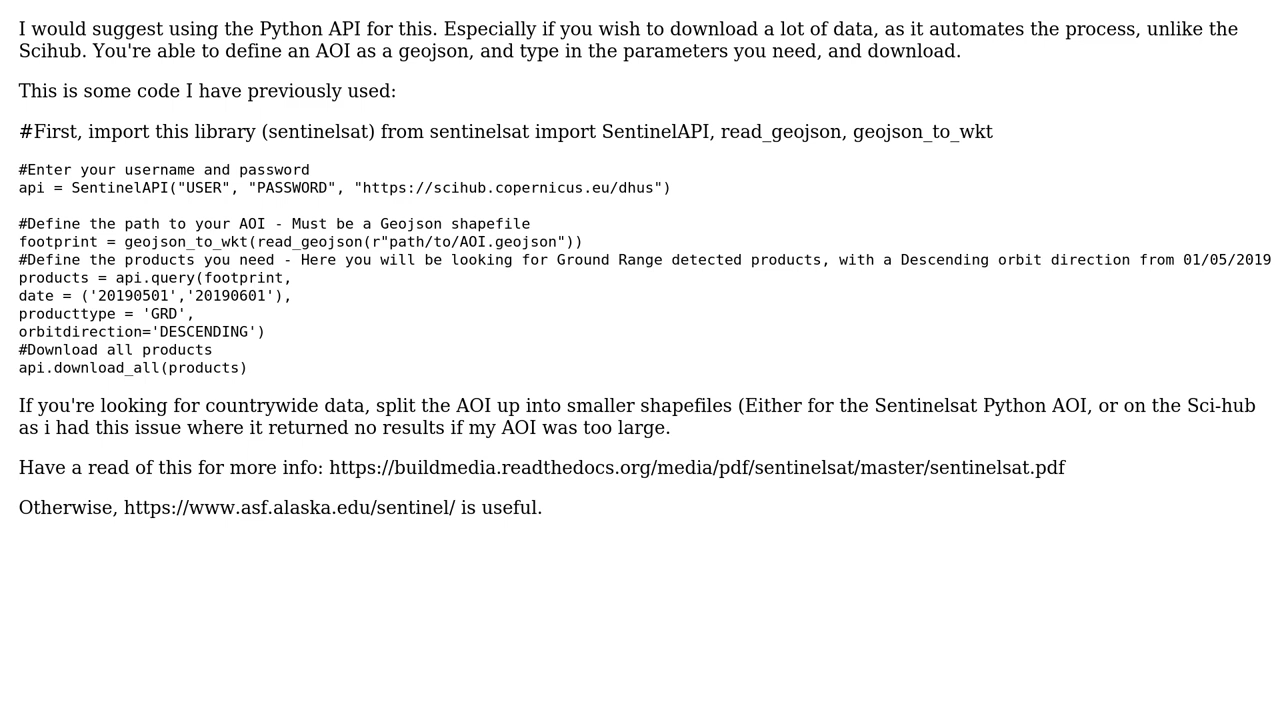 I would suggest using the Python API for this. Especially if you wish to download a lot of data, as it automates the process, unlike the
Scihub. You're able to define an AOI as a geojson, and type in the parameters you need, and download.
This is some code I have previously used:
#First, import this library (sentinelsat) from sentinelsat import SentinelAPI, read_geojson, geojson_to_wkt
#Enter your username and password
api = SentinelAPI("USER", "PASSWORD", "https://scihub.copernicus.eu/dhus")
#Define the path to your AOI - Must be a Geojson shapefile
footprint = geojson_to_wkt(read_geojson(r"path/to/AOI.geojson"))
#Define the products you need - Here you will be looking for Ground Range detected products, with a Descending orbit direction from 01/05/2019
products = api.query(footprint,
date = ('20190501','20190601'),
producttype = 'GRD',
orbitdirection='DESCENDING')
#Download all products
api.download_all(products)
If you're looking for countrywide data, split the AOI up into smaller shapefiles (Either for the Sentinelsat Python AOI, or on the Sci-hub
as i had this issue where it returned no results if my AOI was too large.
Have a read of this for more info: https://buildmedia.readthedocs.org/media/pdf/sentinelsat/master/sentinelsat.pdf
Otherwise, https://www.asf.alaska.edu/sentinel/ is useful.